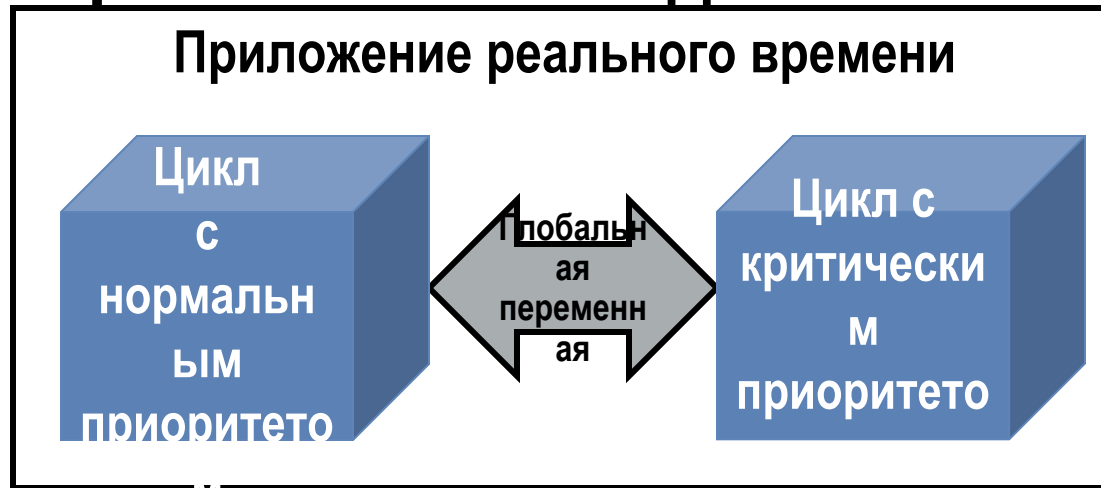 Приложение реального времени
Цикл
с
нормальн
ым
приоритето
м
Глобальн
ая
переменн
ая
Цикл с
критически
м
приоритето